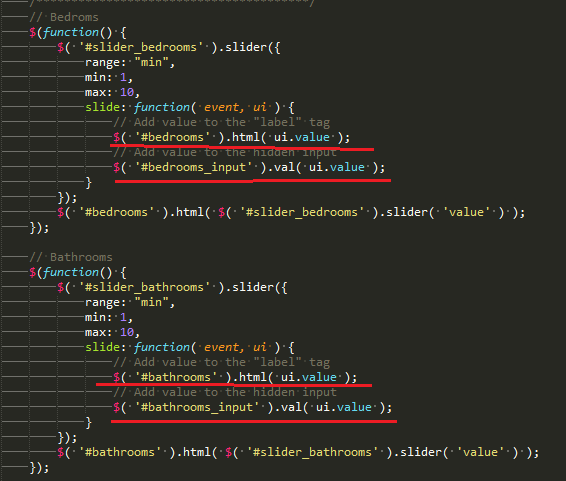 /***************************************/
// Bedroms
$(function() {
$( '#slider_bedrooms' ).slider({
range: "min",
min: 1,
max: 10,
slide: function( event, ui ) {
// Add value to the "label" tag
$( '#bedrooms' ).html( ui.value );
// Add value to the hidden input
$( '#bedrooms_input' ).val( ui.value );
}
});
$( '#bedrooms' ).html( $( '#slider_bedrooms' ).slider( 'value' ) );
});
// Bathrooms
$(function() {
$( '#slider_bathrooms' ).slider({
range: "min",
min: 1,
max: 10,
slide: function( event, ui ) {
// Add value to the "label" tag
$( '#bathrooms' ).html( ui.value );
// Add value to the hidden input
$( '#bathrooms_input' ).val( ui.value );
}
});
$( '#bathrooms' ).html( $( '#slider_bathrooms' ).slider( 'value' ) );
});